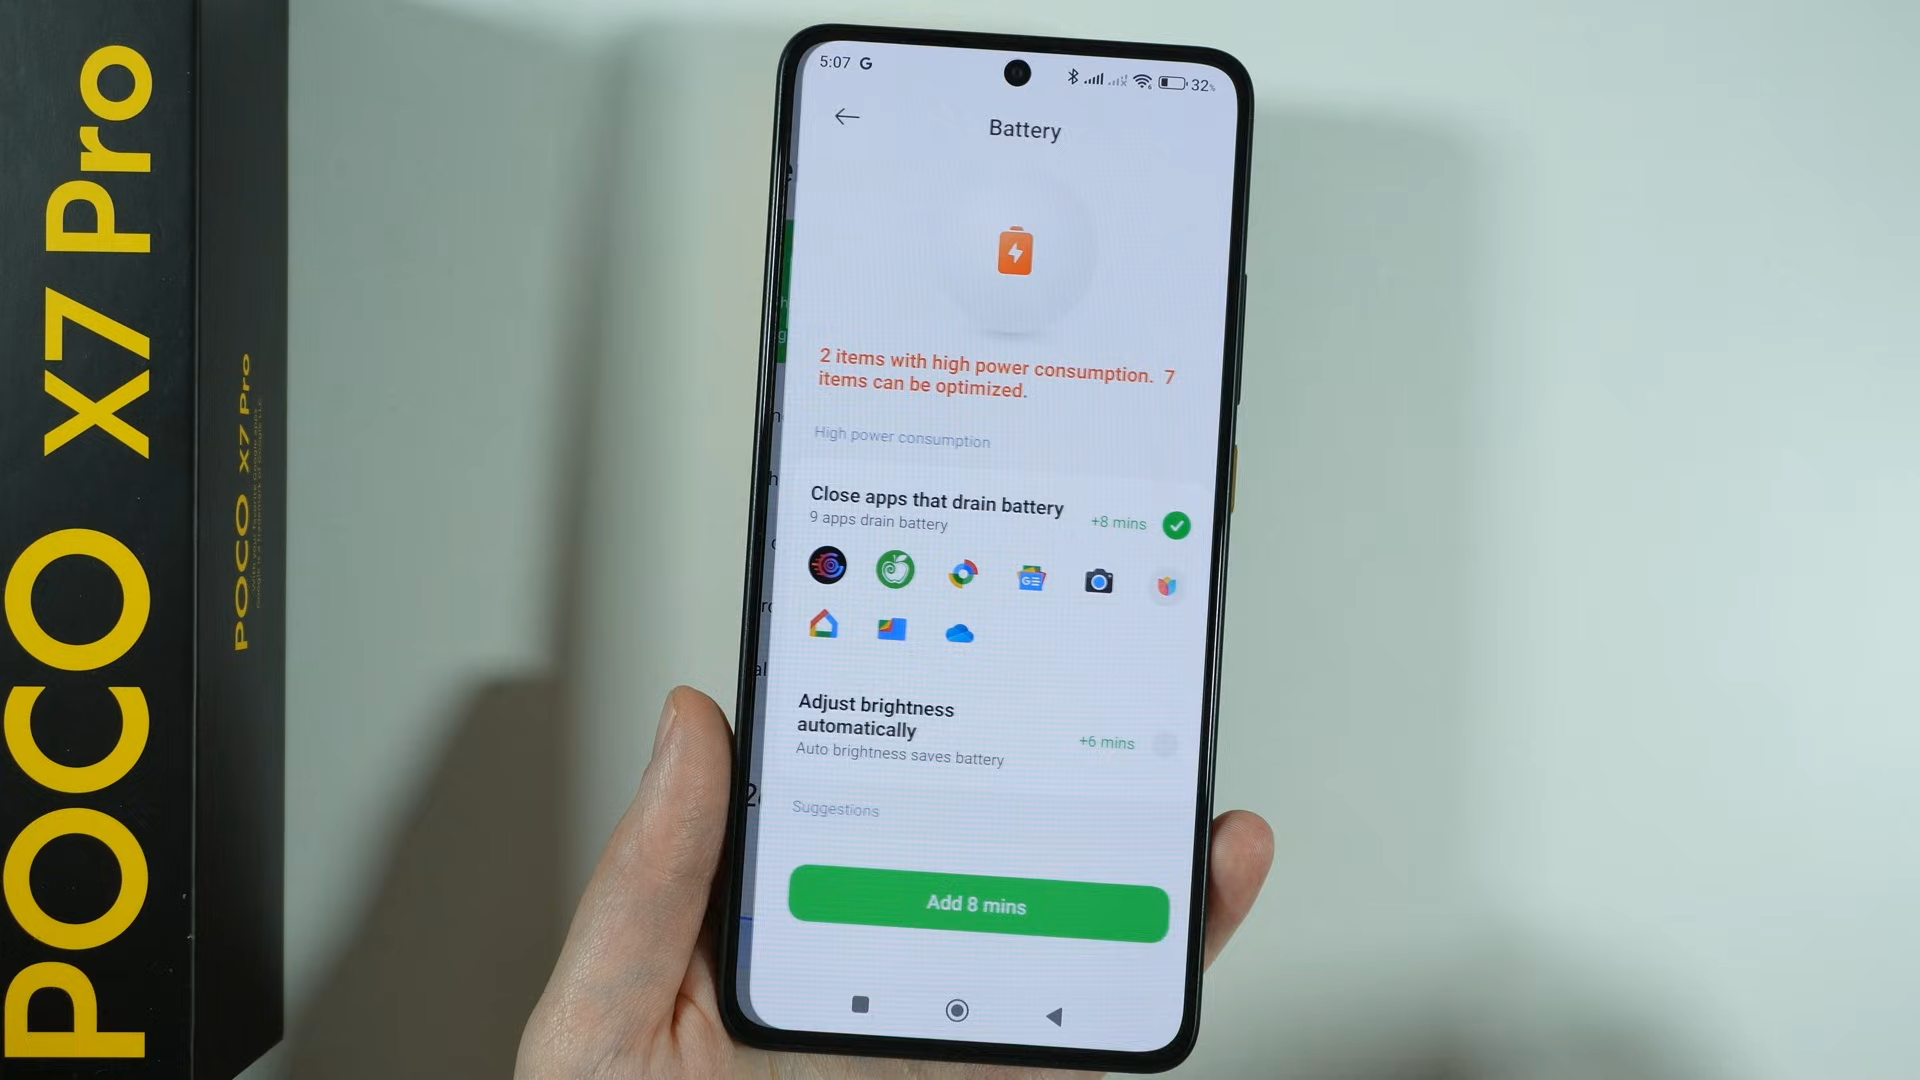 POCO X7 Pro
POCO X7 Pro
5:07 G
32%
Battery
2 items with high power consumption. 7
items can be optimized.
High power consumption
Close apps that drain battery
9 apps drain battery
+8 mins
Adjust brightness
automatically
Auto brightness saves battery
+6 mins
Suggestions
Add 8 mins